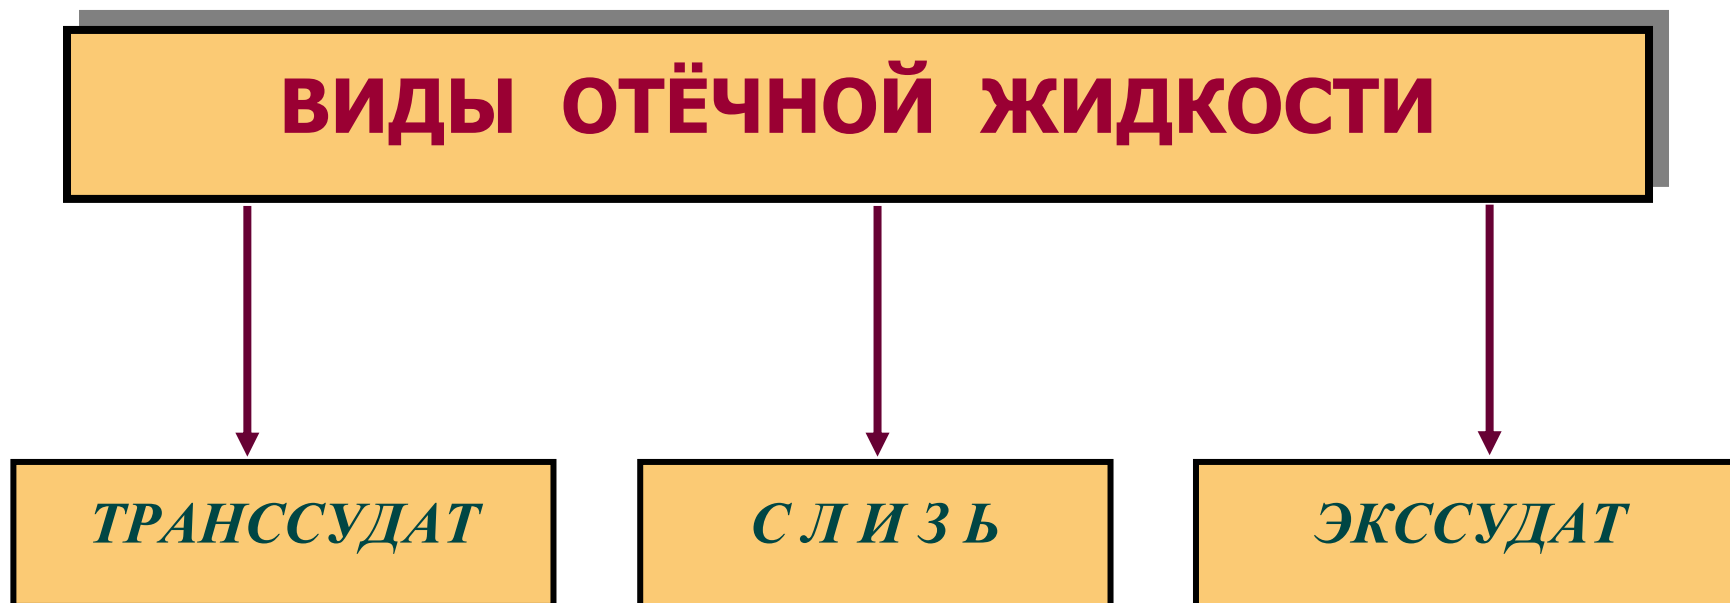 ВИДЫ ОТЁЧНОЙ ЖИДКОСТИ
ТРАНССУДАТ
С Л И З Ь
ЭКССУДАТ